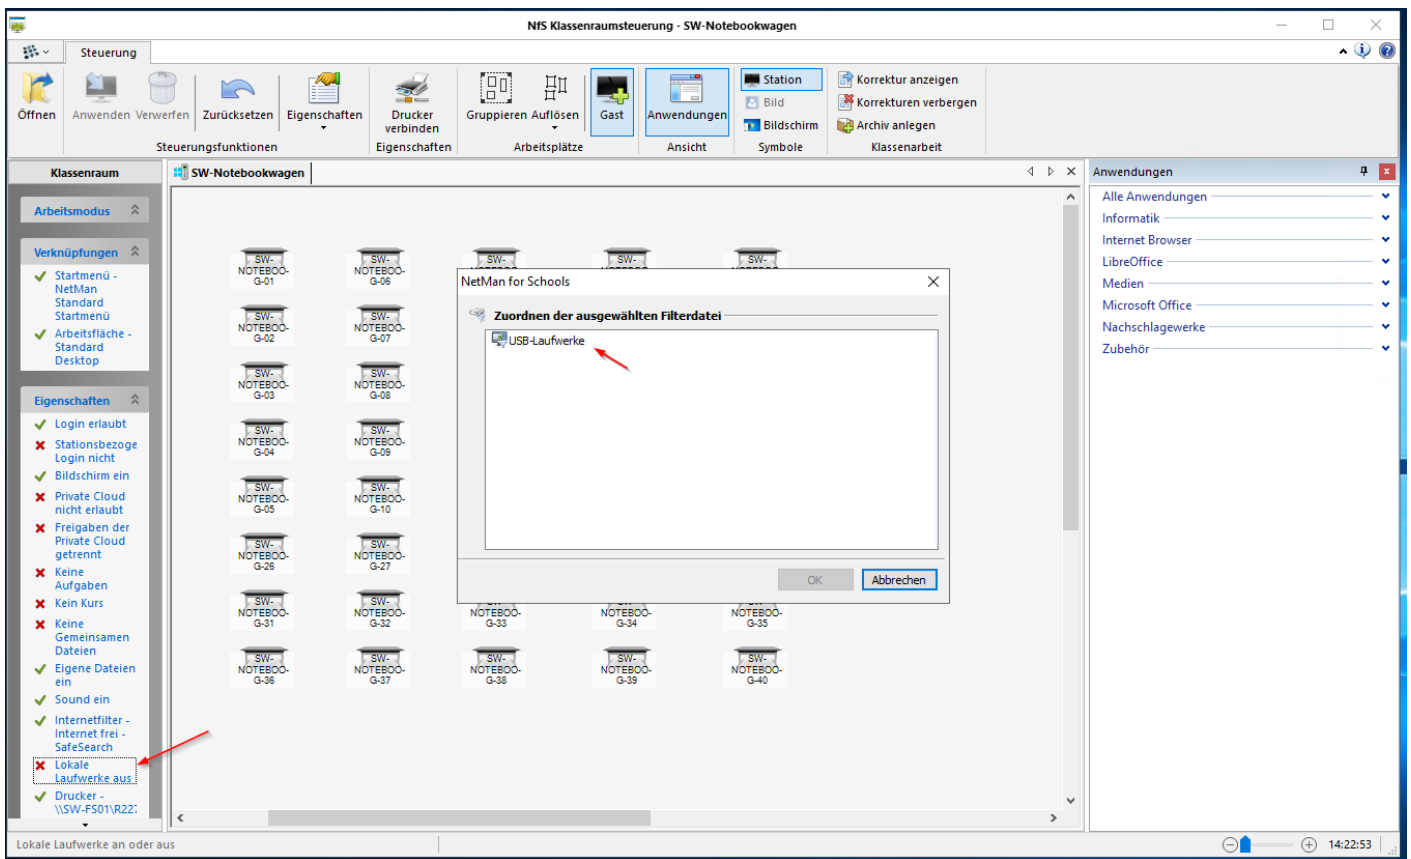 NfS Klassenraumsteuerung - SW-Notebookwagen
Steuerung
Öffnen
Anwenden
Verwerfen
Zurücksetzen
Eigenschaften
Drucker
verbinden
Gruppieren
Auflösen
Gast
Anwendungen
Station
Bild
Bildschirm
Korrektur anzeigen
Korrekturen verbergen
Archiv anlegen
Steuerungsfunktionen
Eigenschaften
Arbeitsplätze
Ansicht
Symbole
Klassenarbeit
Klassenraum
Arbeitsmodus
Verknüpfungen
Startmenü -
NetMan
Standard
Startmenü
Arbeitsfläche -
Standard
Desktop
Eigenschaften
Login erlaubt
Stationsbezoge
Login nicht
Bildschirm ein
Private Cloud
nicht erlaubt
Freigaben der
Private Cloud
getrennt
Keine
Aufgaben
Kein Kurs
Keine
Gemeinsamen
Dateien
Eigene Dateien
ein
Sound ein
Internetfilter -
Internet frei -
SafeSearch
Lokale
Laufwerke aus
Drucker -
\\SW-FS01\R227
SW-Notebookwagen
SW-
NOTEBOO-
G-01
SW-
NOTEBOO-
G-06
SW-
SW-
SW-
SW-
NOTEBOO-
G-02
SW-
NOTEBOO-
G-07
SW-
NOTEBOO-
G-03
SW-
NOTEBOO-
G-08
SW-
NOTEBOO-
G-04
SW-
NOTEBOO-
G-09
SW-
NOTEBOO-
G-05
SW-
NOTEBOO-
G-10
SW-
NOTEBOO-
G-26
SW-
NOTEBOO-
G-27
SW-
NOTEBOO-
G-31
SW-
NOTEBOO-
G-32
NOTEBOO-
G-33
NOTEBOO-
G-34
NOTEBOO-
G-35
SW-
NOTEBOO-
G-36
SW-
NOTEBOO-
G-37
SW-
NOTEBOO-
G-38
SW-
NOTEBOO-
G-39
SW-
NOTEBOO-
G-40
NetMan for Schools
Zuordnen der ausgewählten Filterdatei
USB-Laufwerke
OK
Abbrechen
Anwendungen
Alle Anwendungen
Informatik
Internet Browser
LibreOffice
Medien
Microsoft Office
Nachschlagewerke
Zubehör
Lokale Laufwerke an oder aus
14:22:53